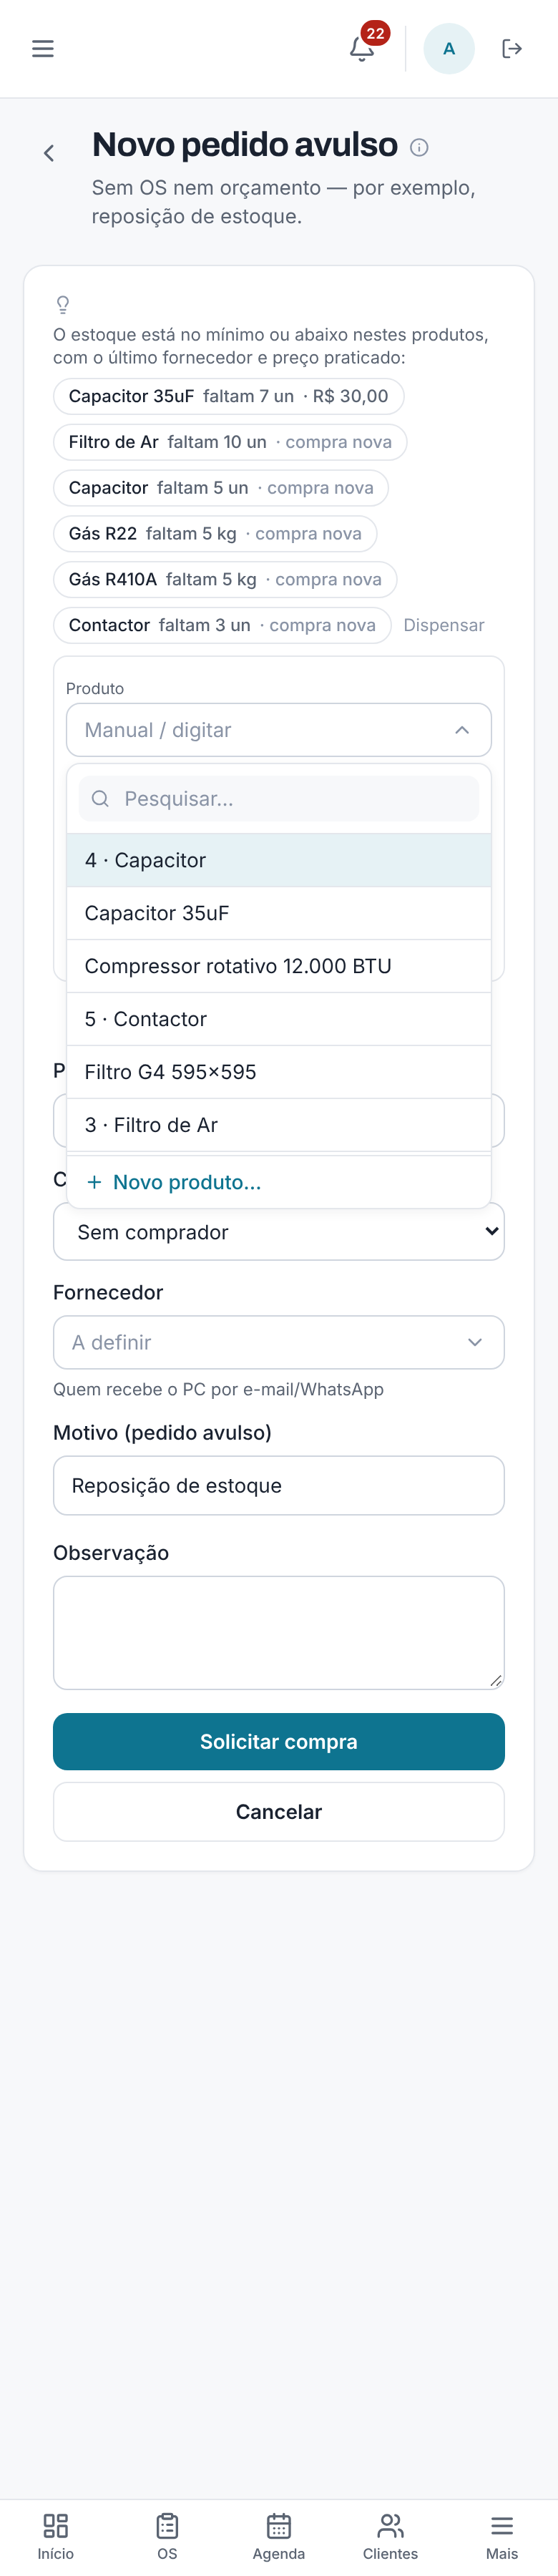 22
A
Novo pedido avulso
Sem OS nem orçamento — por exemplo,
reposição de estoque.
O estoque está no mínimo ou abaixo nestes produtos,
com o último fornecedor e preço praticado:
Capacitor 35uF faltam 7 un · R$ 30,00
Filtro de Ar faltam 10 un · compra nova
Capacitor faltam 5 un · compra nova
Gás R22 faltam 5 kg · compra nova
Gás R410A faltam 5 kg · compra nova
Contactor faltam 3 un · compra nova Dispensar
Produto
Manual / digitar
Pesquisar...
4 · Capacitor
Capacitor 35uF
Compressor rotativo 12.000 BTU
5 · Contactor
Filtro G4 595×595
3 · Filtro de Ar
+ Novo produto...
Sem comprador
Fornecedor
A definir
Quem recebe o PC por e-mail/WhatsApp
Motivo (pedido avulso)
Reposição de estoque
Observação
Solicitar compra
Cancelar
Início OS Agenda Clientes Mais